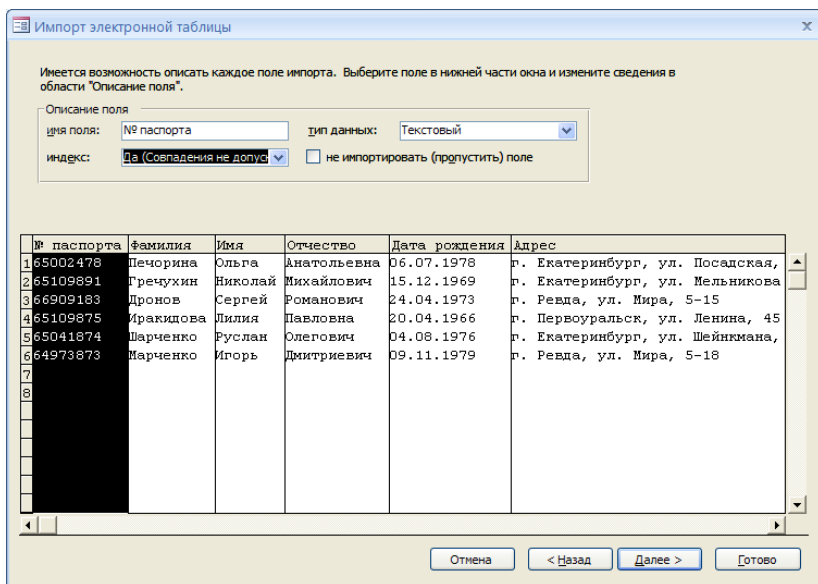 Импорт электронной таблицы
Имеется возможность описать каждое поле импорта. Выберите поле в нижней части окна и измените сведения в
области "Описание поля".
Описание поля
имя поля: № паспорта тип данных: Текстовый
индекс: Да (Совпадения не допус не импортировать (пропустить) поле
№ паспорта Фамилия Имя Отчество Дата рождения Адрес
1 65002478 Печорина Ольга Анатольевна 06.07.1978 г. Екатеринбург, ул. Посадская,
2 65109891 Гречухин Николай Михайлович 15.12.1969 г. Екатеринбург, ул. Мельникова
3 66909183 Дронов Сергей Романович 24.04.1973 г. Ревда, ул. Мира, 5-15
4 65109875 Иракидова Лилия Павловна 20.04.1966 г. Первоуральск, ул. Ленина, 45
5 65041874 Шарченко Руслан Олегович 04.08.1976 г. Екатеринбург, ул. Шейнкмана,
6 64973873 Марченко Игорь Дмитриевич 09.11.1979 г. Ревда, ул. Мира, 5-18
7
8
Отмена < Назад Далее > Готово